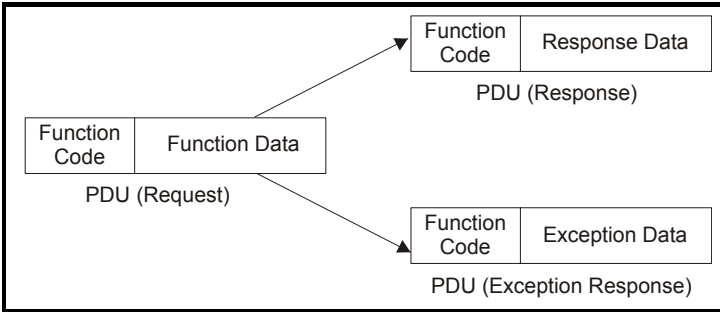 Function
Code
Response Data
PDU (Response)
Function
Code
Function Data
PDU (Request)
Function
Code
Exception Data
PDU (Exception Response)